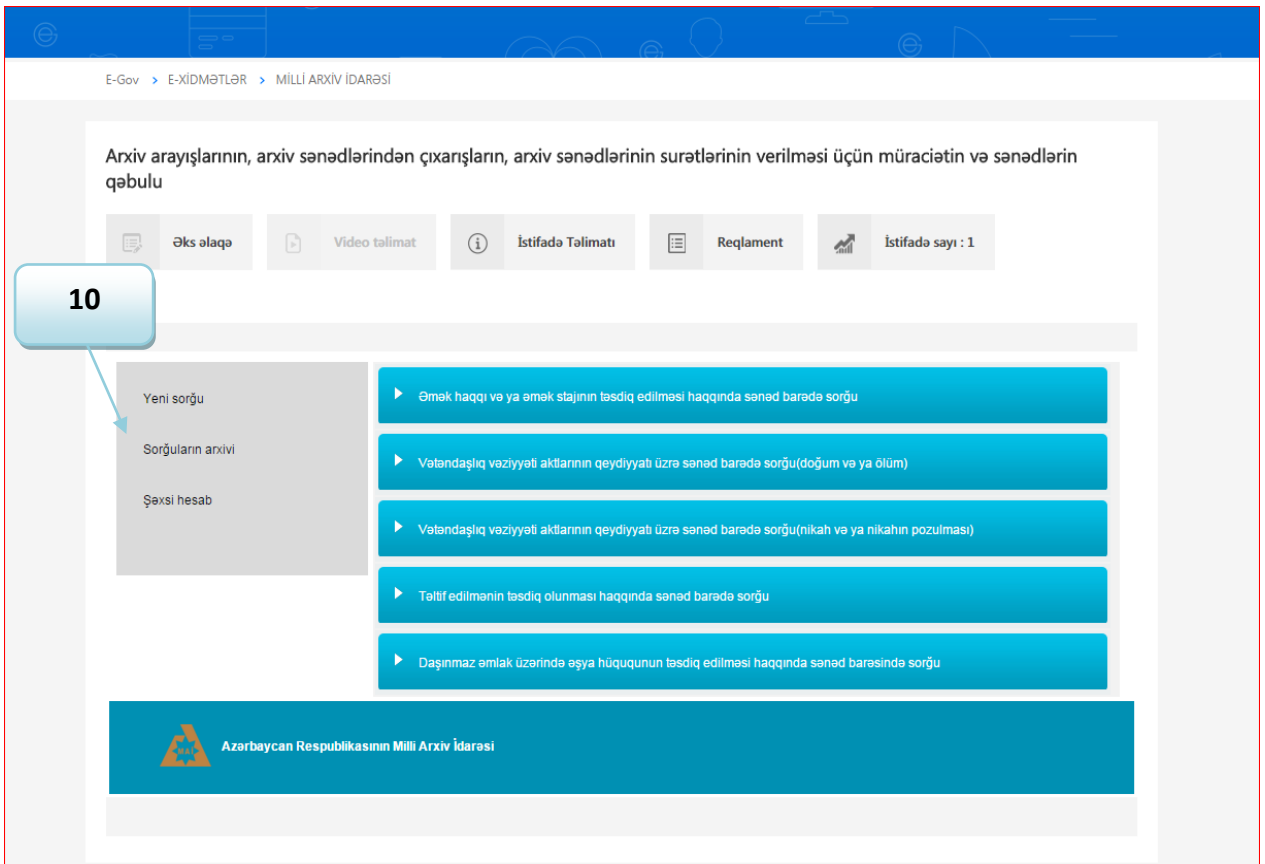 E-Gov > E-XİDMƏTLƏR > MİLLİ ARXİV İDARƏSİ
Arxiv arayışlarının, arxiv sənədlərindən çıxarışların, arxiv sənədlərinin surətlərinin verilməsi üçün müraciətin və sənədlərin
qəbulu
Əks əlaqə
Video təlimat
İstifadə Təlimatı
Reqlament
İstifadə sayı : 1
10
Yeni sorğu
Sorğuların arxivi
Şəxsi hesab
Əmək haqqı və ya əmək stajının təsdiq edilməsi haqqında sənəd barədə sorğu
Vətəndaşlıq vəziyyəti aktlarının qeydiyyatı üzrə sənəd barədə sorğu(doğum və ya ölüm)
Vətəndaşlıq vəziyyəti aktlarının qeydiyyatı üzrə sənəd barədə sorğu(nikah və ya nikahın pozulması)
Təltif edilmənin təsdiq olunması haqqında sənəd barədə sorğu
Daşınmaz əmlak üzərində əşya hüququnun təsdiq edilməsi haqqında sənəd barəsində sorğu
MAİ
Azərbaycan Respublikasının Milli Arxiv İdarəsi